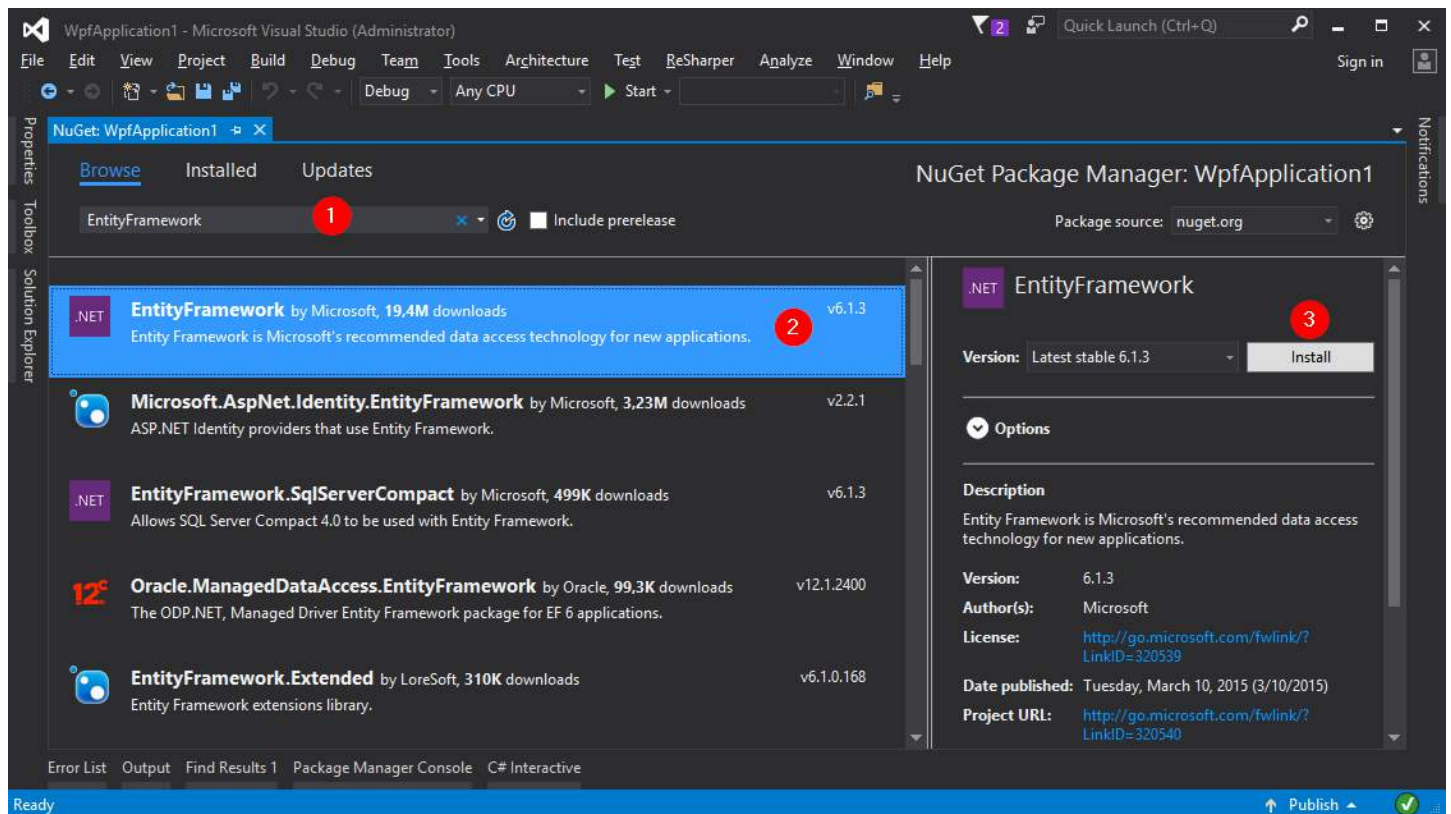 WpfApplication1 - Microsoft Visual Studio (Administrator)
2
Quick Launch (Ctrl+Q)
File Edit View Project Build Debug Team Tools Architecture Test ReSharper Analyze Window Help
Sign in
Debug Any CPU Start
Properties
Toolbox
Solution Explorer
Notifications
NuGet: WpfApplication1
Browse Installed Updates
NuGet Package Manager: WpfApplication1
EntityFramework
1
Include prerelease
Package source: nuget.org
.NET
EntityFramework by Microsoft, 19,4M downloads
v6.1.3
Entity Framework is Microsoft's recommended data access technology for new applications.
2
Microsoft.AspNet.Identity.EntityFramework by Microsoft, 3,23M downloads
v2.2.1
ASP.NET Identity providers that use Entity Framework.
.NET
EntityFramework.SqlServerCompact by Microsoft, 499K downloads
v6.1.3
Allows SQL Server Compact 4.0 to be used with Entity Framework.
12c
Oracle.ManagedDataAccess.EntityFramework by Oracle, 99,3K downloads
v12.1.2400
The ODP.NET, Managed Driver Entity Framework package for EF 6 applications.
EntityFramework.Extended by LoreSoft, 310K downloads
v6.1.0.168
Entity Framework extensions library.
.NET
EntityFramework
3
Version: Latest stable 6.1.3
Install
Options
Description
Entity Framework is Microsoft's recommended data access
technology for new applications.
Version: 6.1.3
Author(s): Microsoft
License: http://go.microsoft.com/fwlink/?
LinkID=320539
Date published: Tuesday, March 10, 2015 (3/10/2015)
Project URL: http://go.microsoft.com/fwlink/?
LinkID=320540
Error List Output Find Results 1 Package Manager Console C# Interactive
Ready
Publish